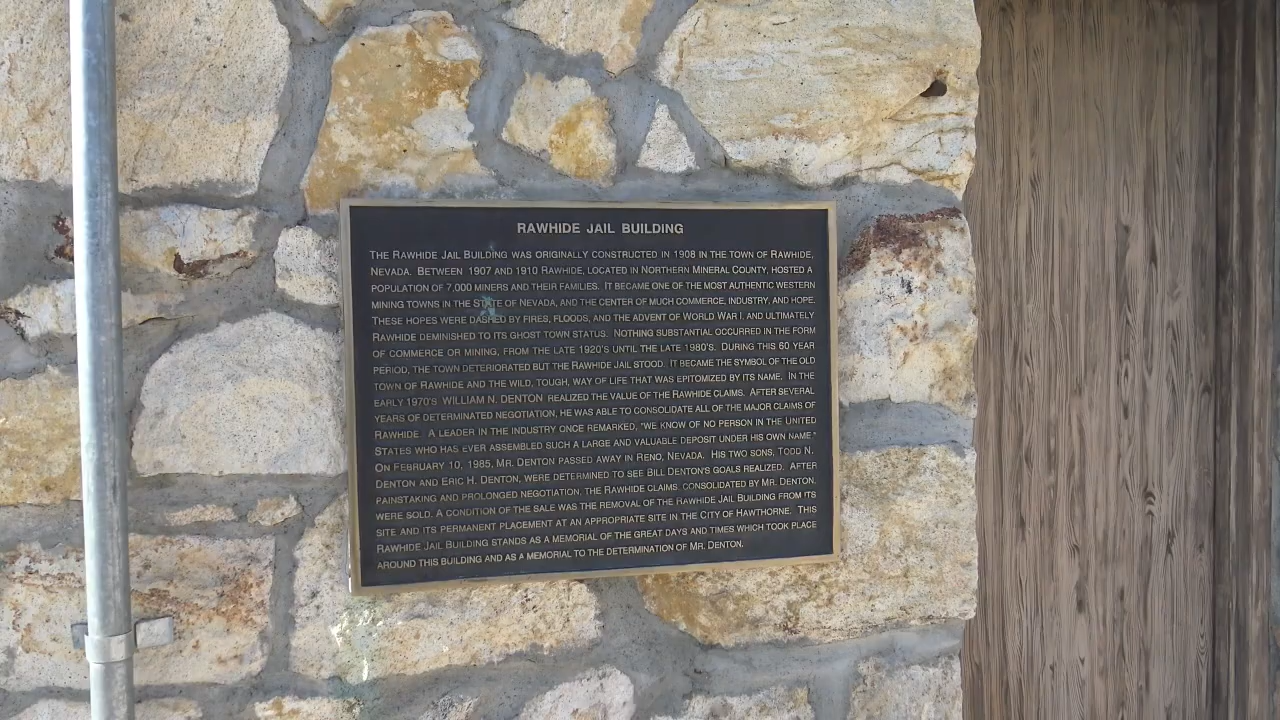 RAWHIDE JAIL BUILDING
THE RAWHIDE JAIL BUILDING WAS ORIGINALLY CONSTRUCTED IN 1908 IN THE TOWN OF RAWHIDE,
NEVADA. BETWEEN 1907 AND 1910 RAWHIDE, LOCATED IN NORTHERN MINERAL COUNTY, HOSTED A
POPULATION OF 7,000 MINERS AND THEIR FAMILIES. IT BECAME ONE OF THE MOST AUTHENTIC WESTERN
MINING TOWNS IN THE STATE OF NEVADA, AND THE CENTER OF MUCH COMMERCE, INDUSTRY, AND HOPE.
THESE HOPES WERE DASHED BY FIRES, FLOODS, AND THE ADVENT OF WORLD WAR I, AND ULTIMATELY
RAWHIDE DEMINISHED TO ITS GHOST TOWN STATUS. NOTHING SUBSTANTIAL OCCURRED IN THE FORM
OF COMMERCE OR MINING, FROM THE LATE 1920'S UNTIL THE LATE 1980'S. DURING THIS 60 YEAR
PERIOD, THE TOWN DETERIORATED BUT THE RAWHIDE JAIL STOOD. IT BECAME THE SYMBOL OF THE OLD
TOWN OF RAWHIDE AND THE WILD, TOUGH, WAY OF LIFE THAT WAS EPITOMIZED BY ITS NAME. IN THE
EARLY 1970'S WILLIAM N. DENTON REALIZED THE VALUE OF THE RAWHIDE CLAIMS. AFTER SEVERAL
YEARS OF DETERMINATED NEGOTIATION, HE WAS ABLE TO CONSOLIDATE ALL OF THE MAJOR CLAIMS OF
RAWHIDE. A LEADER IN THE INDUSTRY ONCE REMARKED, "WE KNOW OF NO PERSON IN THE UNITED
STATES WHO HAS EVER ASSEMBLED SUCH A LARGE AND VALUABLE DEPOSIT UNDER HIS OWN NAME."
ON FEBRUARY 10, 1985, MR. DENTON PASSED AWAY IN RENO, NEVADA. HIS TWO SONS, TODD N.
DENTON AND ERIC H. DENTON, WERE DETERMINED TO SEE BILL DENTON'S GOALS REALIZED. AFTER
PAINSTAKING AND PROLONGED NEGOTIATION, THE RAWHIDE CLAIMS, CONSOLIDATED BY MR. DENTON,
WERE SOLD. A CONDITION OF THE SALE WAS THE REMOVAL OF THE RAWHIDE JAIL BUILDING FROM ITS
SITE AND ITS PERMANENT PLACEMENT AT AN APPROPRIATE SITE IN THE CITY OF HAWTHORNE. THIS
RAWHIDE JAIL BUILDING STANDS AS A MEMORIAL OF THE GREAT DAYS AND TIMES WHICH TOOK PLACE
AROUND THIS BUILDING AND AS A MEMORIAL TO THE DETERMINATION OF MR. DENTON.